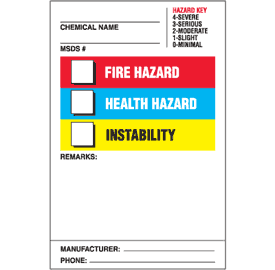 CHEMICAL NAME
MSDS #
HAZARD KEY
4-SEVERE
3-SERIOUS
2-MODERATE
1-SLIGHT
0-MINIMAL
FIRE HAZARD
HEALTH HAZARD
INSTABILITY
REMARKS:
MANUFACTURER:
PHONE: